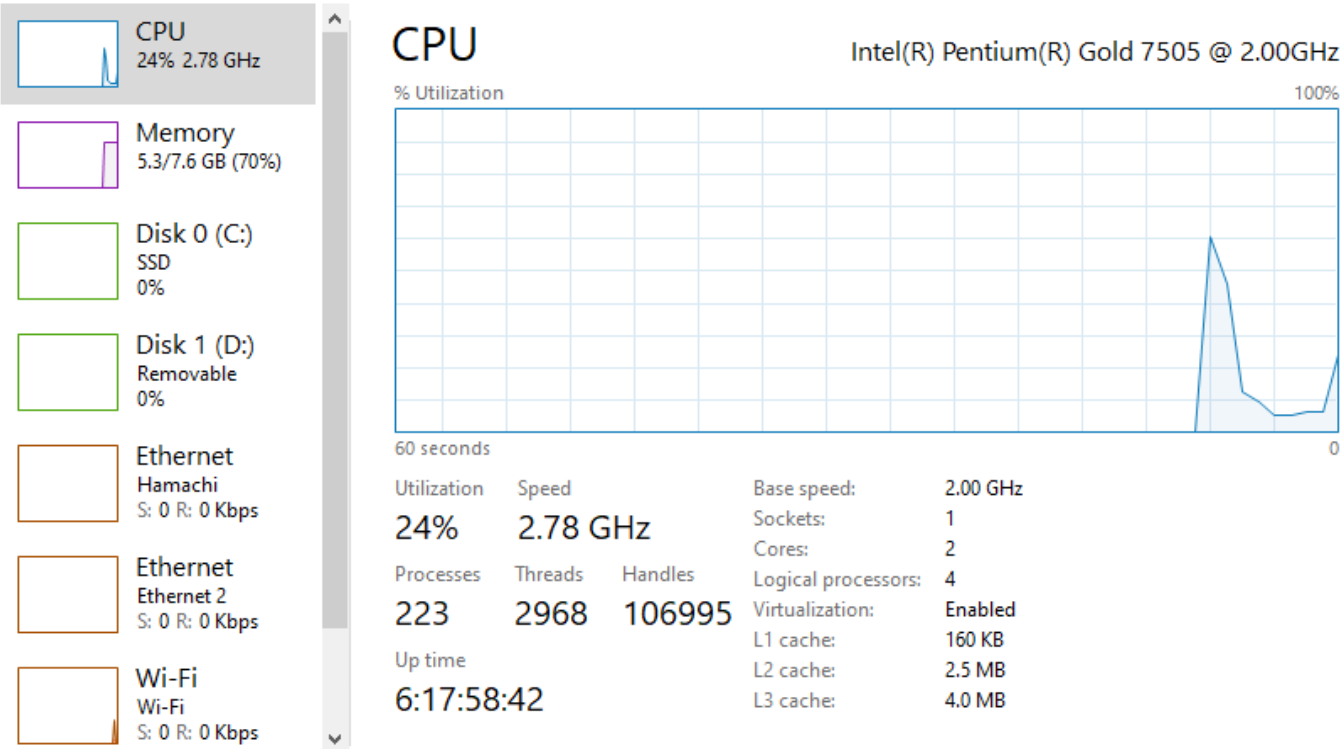 CPU
24% 2.78 GHz
Memory
5.3/7.6 GB (70%)
Disk 0 (C:)
SSD
0%
Disk 1 (D:)
Removable
0%
Ethernet
Hamachi
S: 0 R: 0 Kbps
Ethernet
Ethernet 2
S: 0 R: 0 Kbps
Wi-Fi
Wi-Fi
S: 0 R: 0 Kbps
CPU
Intel(R) Pentium(R) Gold 7505 @ 2.00GHz
% Utilization 100%
60 seconds 0
Utilization Speed
24% 2.78 GHz
Processes Threads Handles
223 2968 106995
Up time
6:17:58:42
Base speed: 2.00 GHz
Sockets: 1
Cores: 2
Logical processors: 4
Virtualization: Enabled
L1 cache: 160 KB
L2 cache: 2.5 MB
L3 cache: 4.0 MB